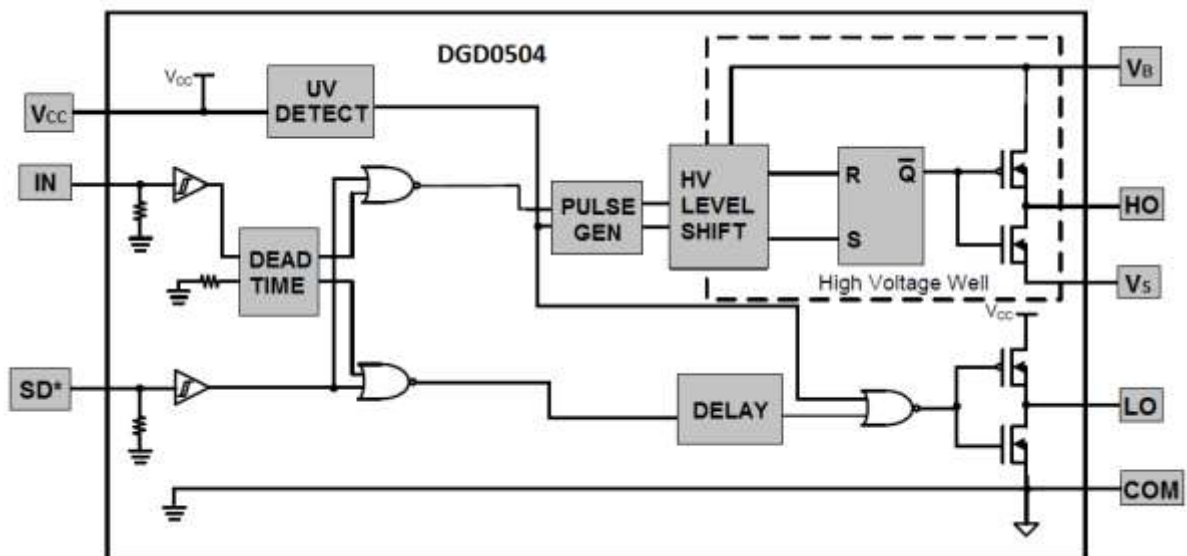 DGD0504
VCC
VCC
UV
DETECT
VB
IN
HV
LEVEL
SHIFT
R
Q̅
S
PULSE
GEN
HO
DEAD
TIME
High Voltage Well
VS
VCC
SD*
DELAY
LO
COM